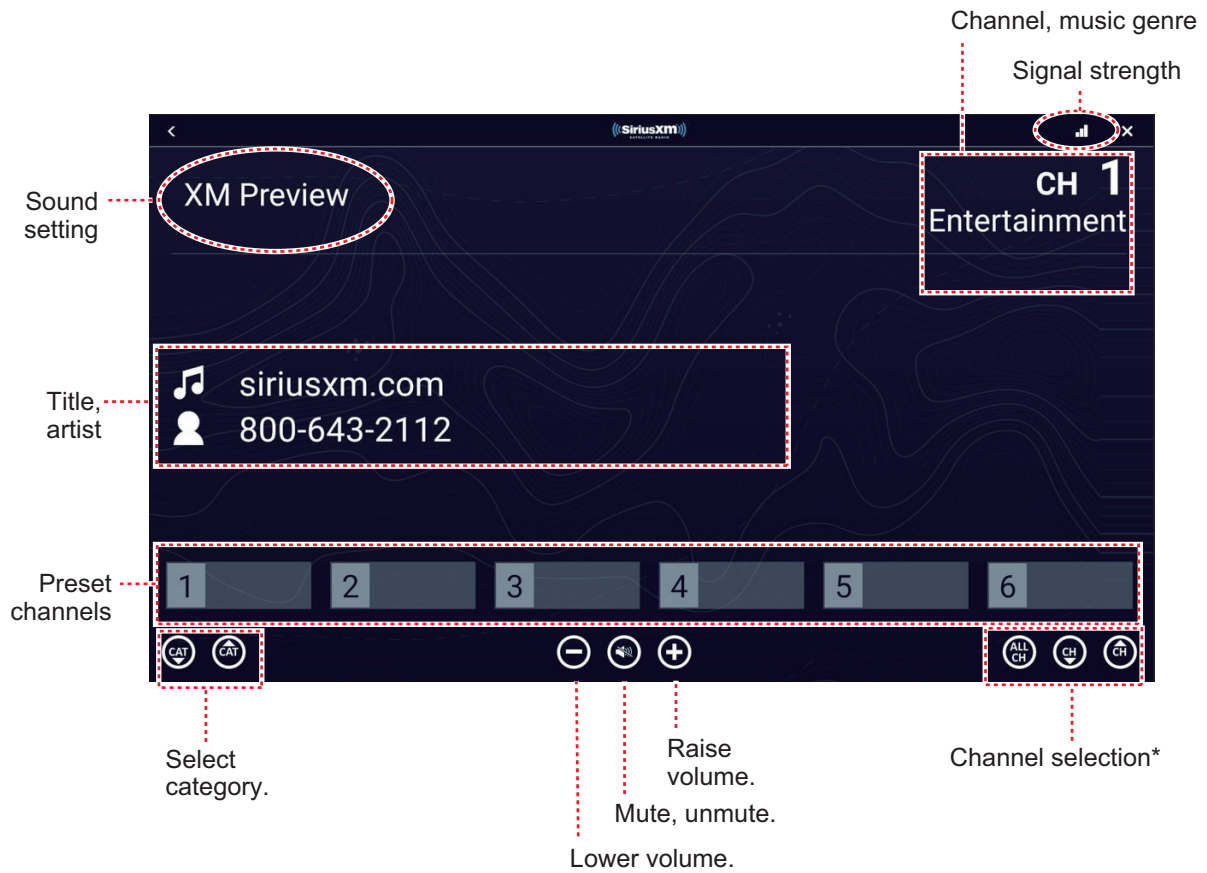 Channel, music genre
Signal strength
((SiriusXM))
SATELLITE RADIO
Sound
setting
XM Preview
CH 1
Entertainment
Title,
artist
siriusxm.com
800-643-2112
Preset
channels
1 2 3 4 5 6
CAT CAT ALL CH CH CH
Select
category.
Raise
volume.
Channel selection*
Mute, unmute.
Lower volume.